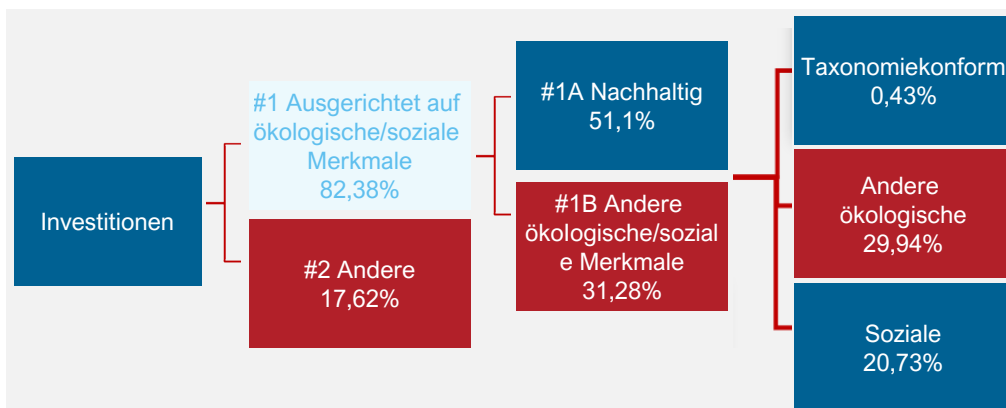 Investitionen
#1 Ausgerichtet auf
ökologische/soziale
Merkmale
82,38%
#2 Andere
17,62%
#1A Nachhaltig
51,1%
#1B Andere
ökologische/sozial
e Merkmale
31,28%
Taxonomiekonform
0,43%
Andere
ökologische
29,94%
Soziale
20,73%